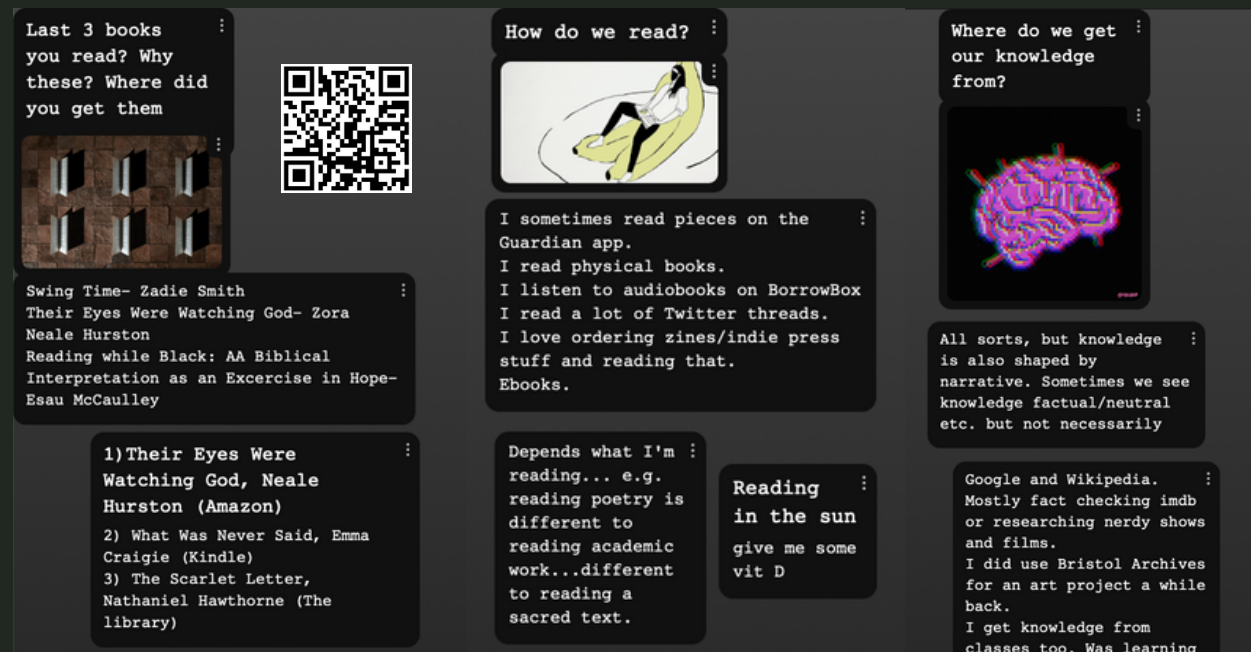 Last 3 books
you read? Why
these? Where did
you get them
Swing Time– Zadie Smith
Their Eyes Were Watching God– Zora
Neale Hurston
Reading while Black: AA Biblical
Interpretation as an Excercise in Hope–
Esau McCaulley
1)Their Eyes Were
Watching God, Neale
Hurston (Amazon)
2) What Was Never Said, Emma
Craigie (Kindle)
3) The Scarlet Letter,
Nathaniel Hawthorne (The
library)
How do we read?
I sometimes read pieces on the
Guardian app.
I read physical books.
I listen to audiobooks on BorrowBox
I read a lot of Twitter threads.
I love ordering zines/indie press
stuff and reading that.
Ebooks.
Depends what I'm
reading... e.g.
reading poetry is
different to
reading academic
work...different
to reading a
sacred text.
Reading
in the sun
give me some
vit D
Where do we get
our knowledge
from?
All sorts, but knowledge
is also shaped by
narrative. Sometimes we see
knowledge factual/neutral
etc. but not necessarily
Google and Wikipedia.
Mostly fact checking imdb
or researching nerdy shows
and films.
I did use Bristol Archives
for an art project a while
back.
I get knowledge from
classes too. Was learning